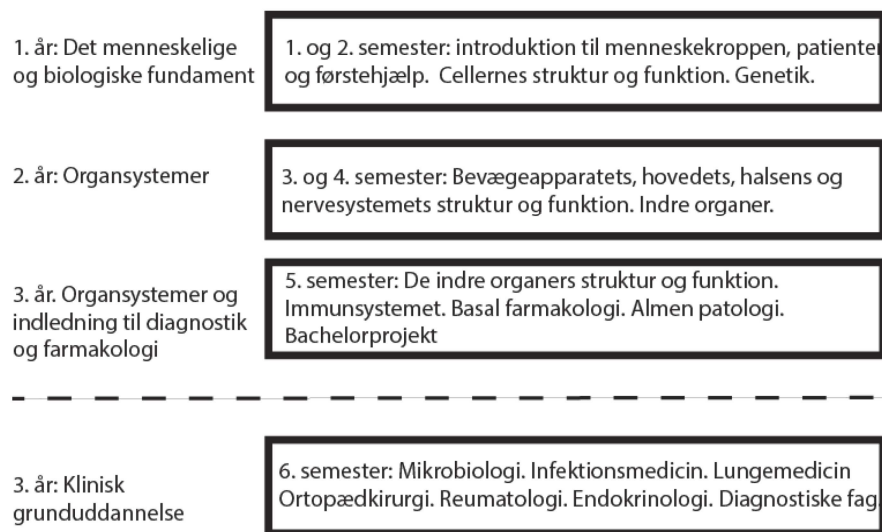 1. år: Det menneskelige
og biologiske fundament
1. og 2. semester: introduktion til menneskekroppen, patienter
og førstehjælp. Cellernes struktur og funktion. Genetik.
2. år: Organsystemer
3. og 4. semester: Bevægeapparatets, hovedets, halsens og
nervesystemets struktur og funktion. Indre organer.
3. år. Organsystemer og
indledning til diagnostik
og farmakologi
5. semester: De indre organers struktur og funktion.
Immunsystemet. Basal farmakologi. Almen patologi.
Bachelorprojekt
3. år: Klinisk
grunduddannelse
6. semester: Mikrobiologi. Infektionsmedicin. Lungemedicin
Ortopædkirurgi. Reumatologi. Endokrinologi. Diagnostiske fag.